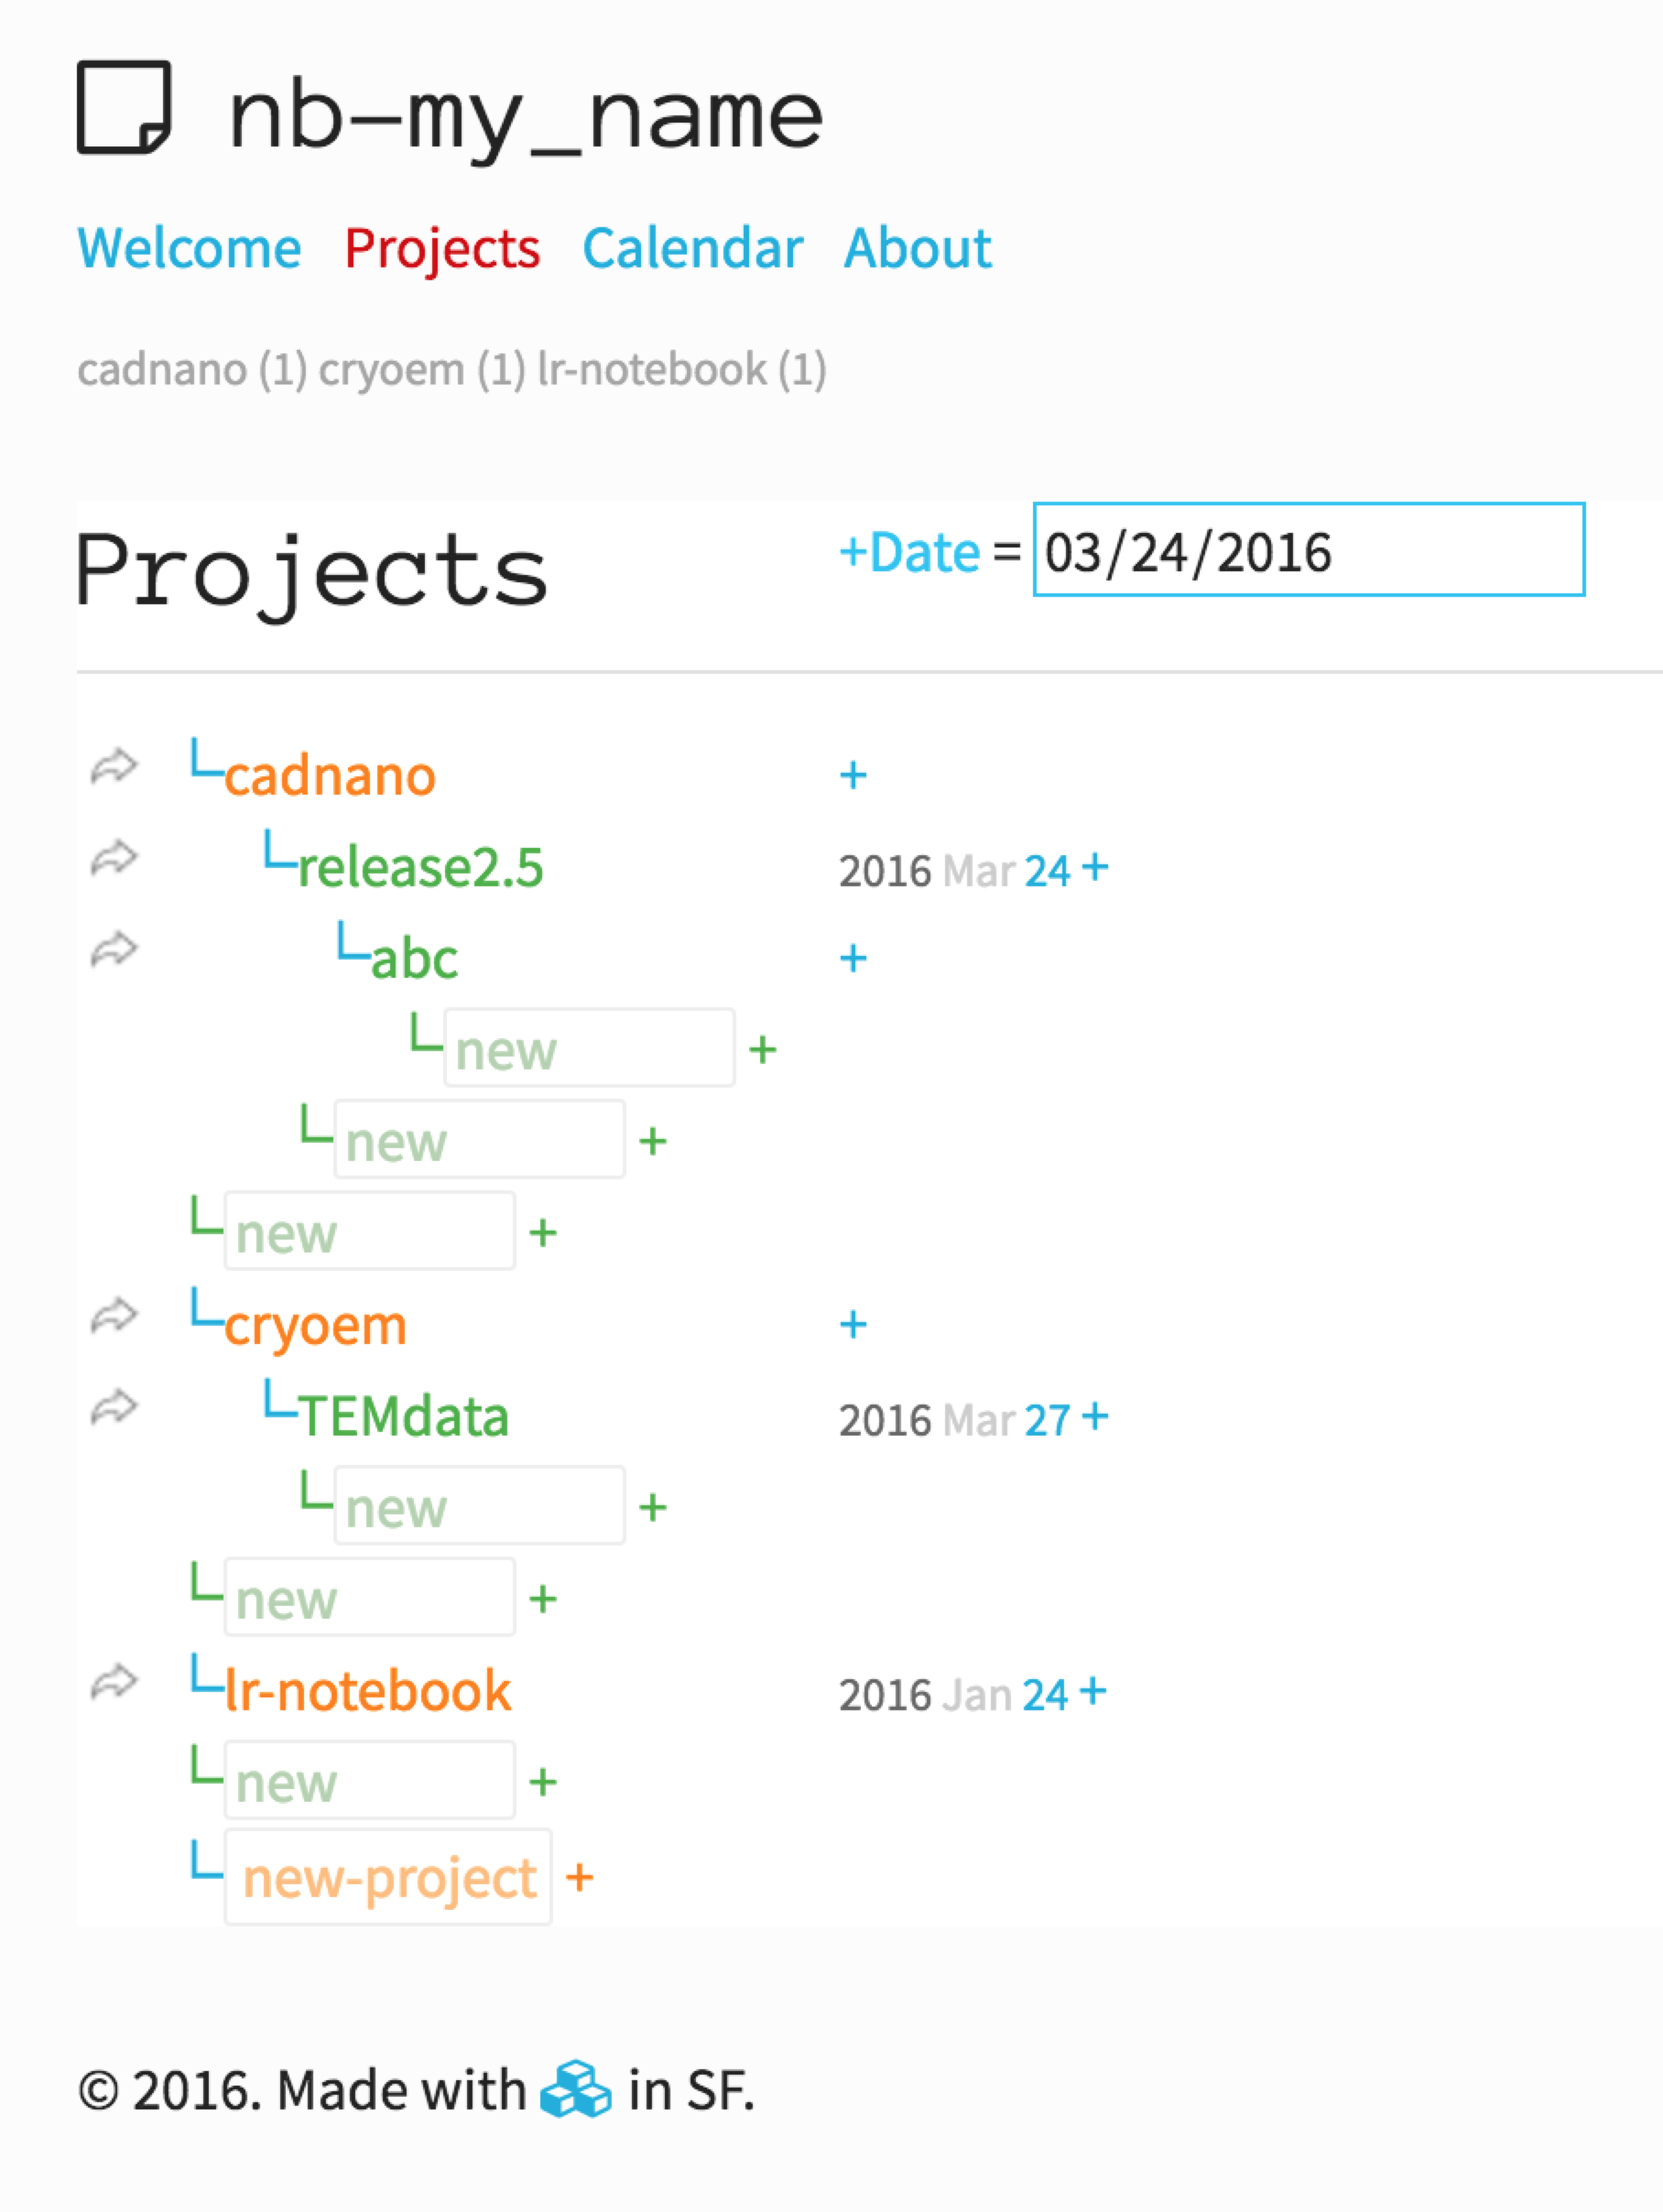 nb-my_name
Welcome Projects Calendar About
cadnano (1) cryoem (1) lr-notebook (1)
Projects +Date = 03/24/2016
cadnano +
release2.5 2016 Mar 24 +
abc +
new +
new +
new +
cryoem +
TEMdata 2016 Mar 27 +
new +
new +
lr-notebook 2016 Jan 24 +
new +
new-project +
© 2016. Made with in SF.